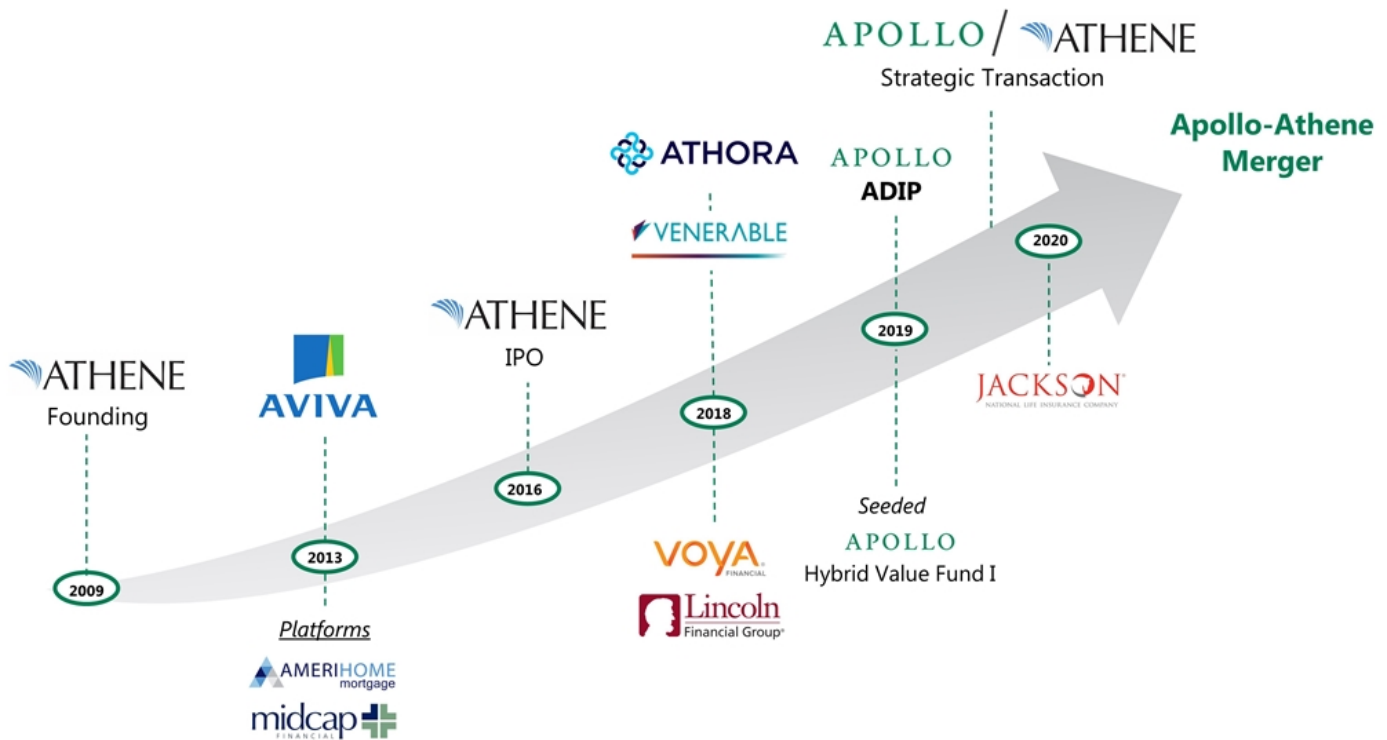 APOLLO / ATHENE
Strategic Transaction
Apollo-Athene
Merger
ATHORA
VENERABLE
APOLLO
ADIP
2020
ATHENE
IPO
2019
JACKSON®
NATIONAL LIFE INSURANCE COMPANY
ATHENE
Founding
AVIVA
2018
2016
Seeded
APOLLO
Hybrid Value Fund I
2013
VOYA®
FINANCIAL
2009
Lincoln
Financial Group®
Platforms
AMERIHOME
mortgage
midcap
FINANCIAL